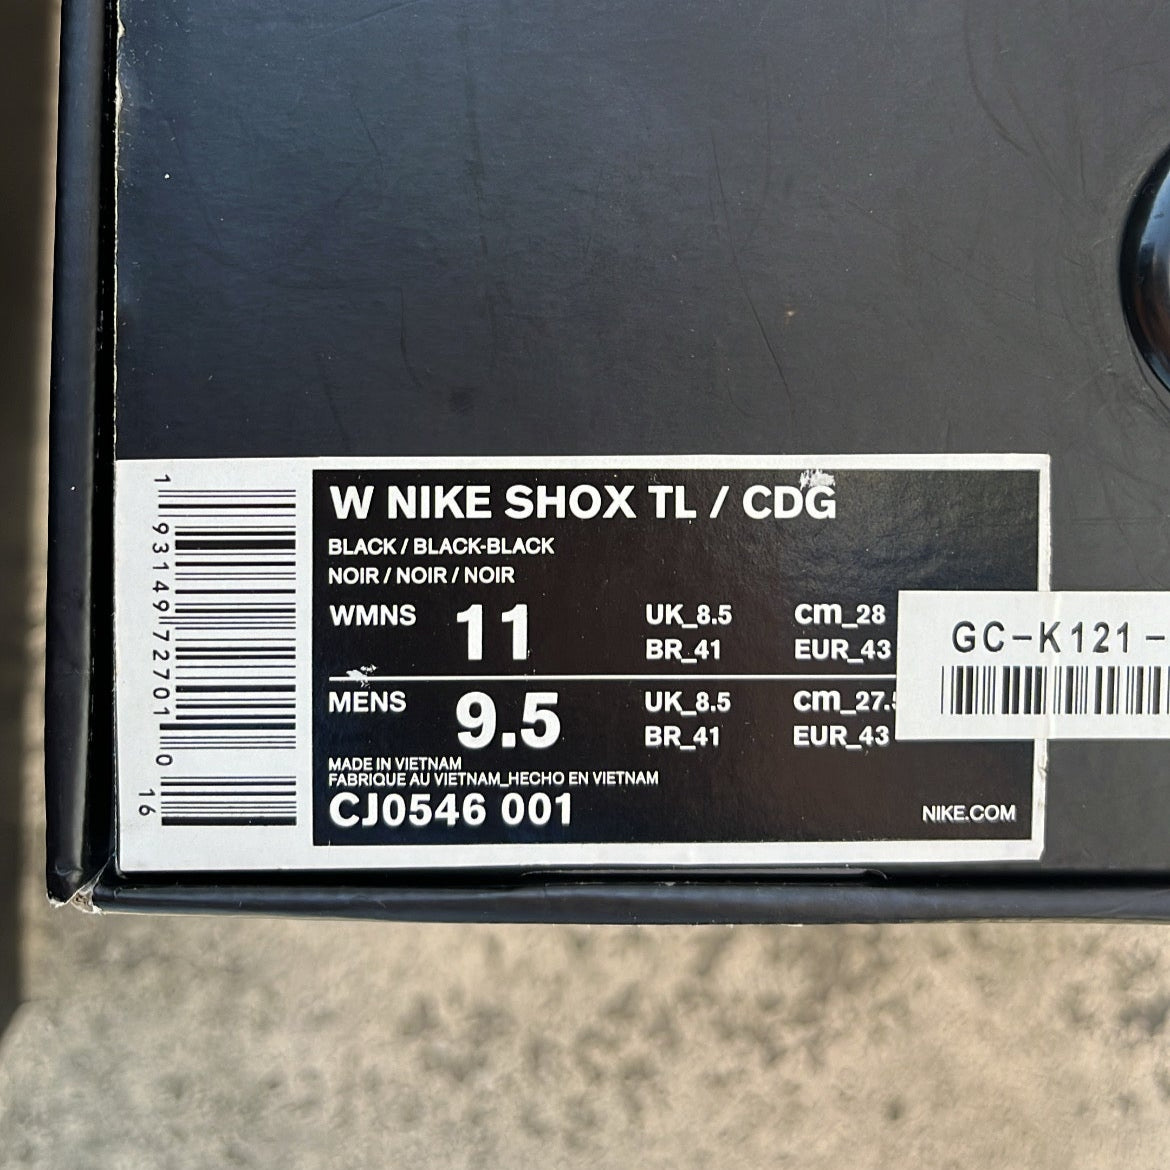 W NIKE SHOX TL / CDG
BLACK / BLACK-BLACK
NOIR / NOIR / NOIR
WMNS 11 UK_8.5 cm_28
BR_41 EUR_43
MENS 9.5 UK_8.5 cm_27.5
BR_41 EUR_43
MADE IN VIETNAM
FABRIQUE AU VIETNAM_HECHO EN VIETNAM
CJ0546 001
NIKE.COM
1 93149 72701 0
16
GC-K121-